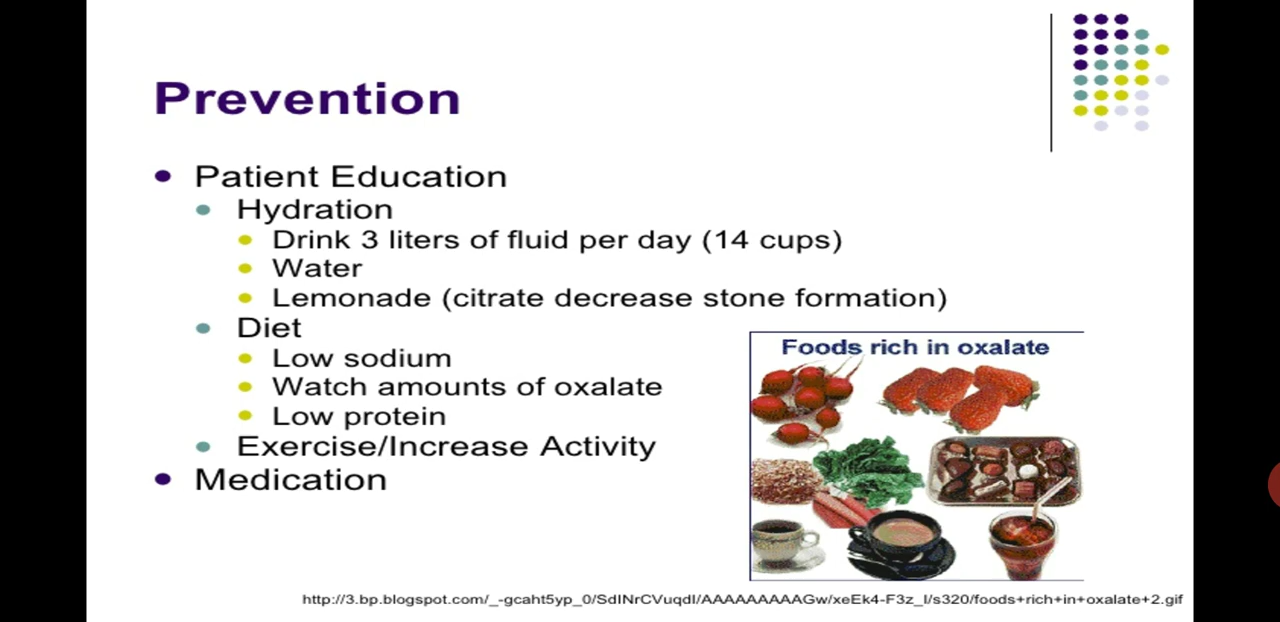 Prevention
Patient Education
Hydration
Drink 3 liters of fluid per day (14 cups)
Water
Lemonade (citrate decrease stone formation)
Diet
Low sodium
Watch amounts of oxalate
Low protein
Exercise/Increase Activity
Medication
Foods rich in oxalate
http://3.bp.blogspot.com/_-gcaht5yp_0/SdINrCVuqdI/AAAAAAAAAGw/xeEk4-F3z_I/s320/foods+rich+in+oxalate+2.gif